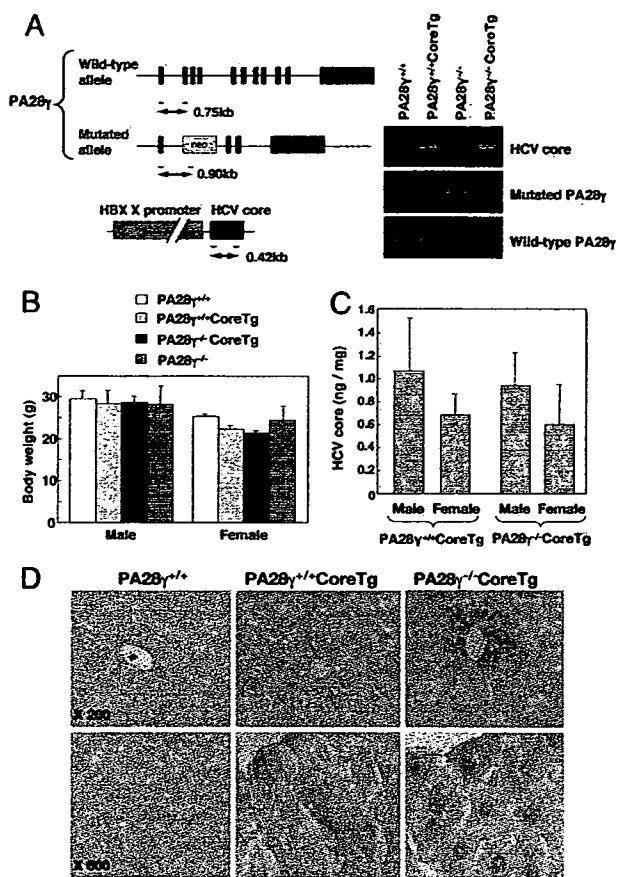 A
PA28γ
Wild-type allele
0.75kb
Mutated allele
neo
0.90kb
HBX X promoter
HCV core
0.42kb
PA28γ+/+
PA28γ+/+CoreTg
PA28γ-/-
PA28γ-/-CoreTg
HCV core
Mutated PA28γ
Wild-type PA28γ
B
PA28γ+/+
PA28γ+/+CoreTg
PA28γ-/-CoreTg
PA28γ-/-
Body weight (g)
30
20
10
0
Male
Female
C
HCV core (ng / mg)
1.6
1.4
1.2
1.0
0.8
0.6
0.4
0.2
0
Male Female Male Female
PA28γ+/+CoreTg PA28γ-/-CoreTg
D
PA28γ+/+ PA28γ+/+CoreTg PA28γ-/-CoreTg
X 200
X 600